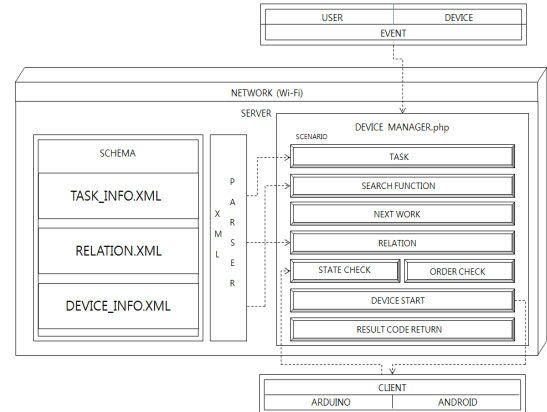 USER DEVICE
EVENT
NETWORK (Wi-Fi)
SERVER
SCHEMA
TASK_INFO.XML
RELATION.XML
DEVICE_INFO.XML
XML
PARSER
DEVICE MANAGER.php
SCENARIO
TASK
SEARCH FUNCTION
NEXT WORK
RELATION
STATE CHECK ORDER CHECK
DEVICE START
RESULT CODE RETURN
CLIENT
ARDUINO ANDROID